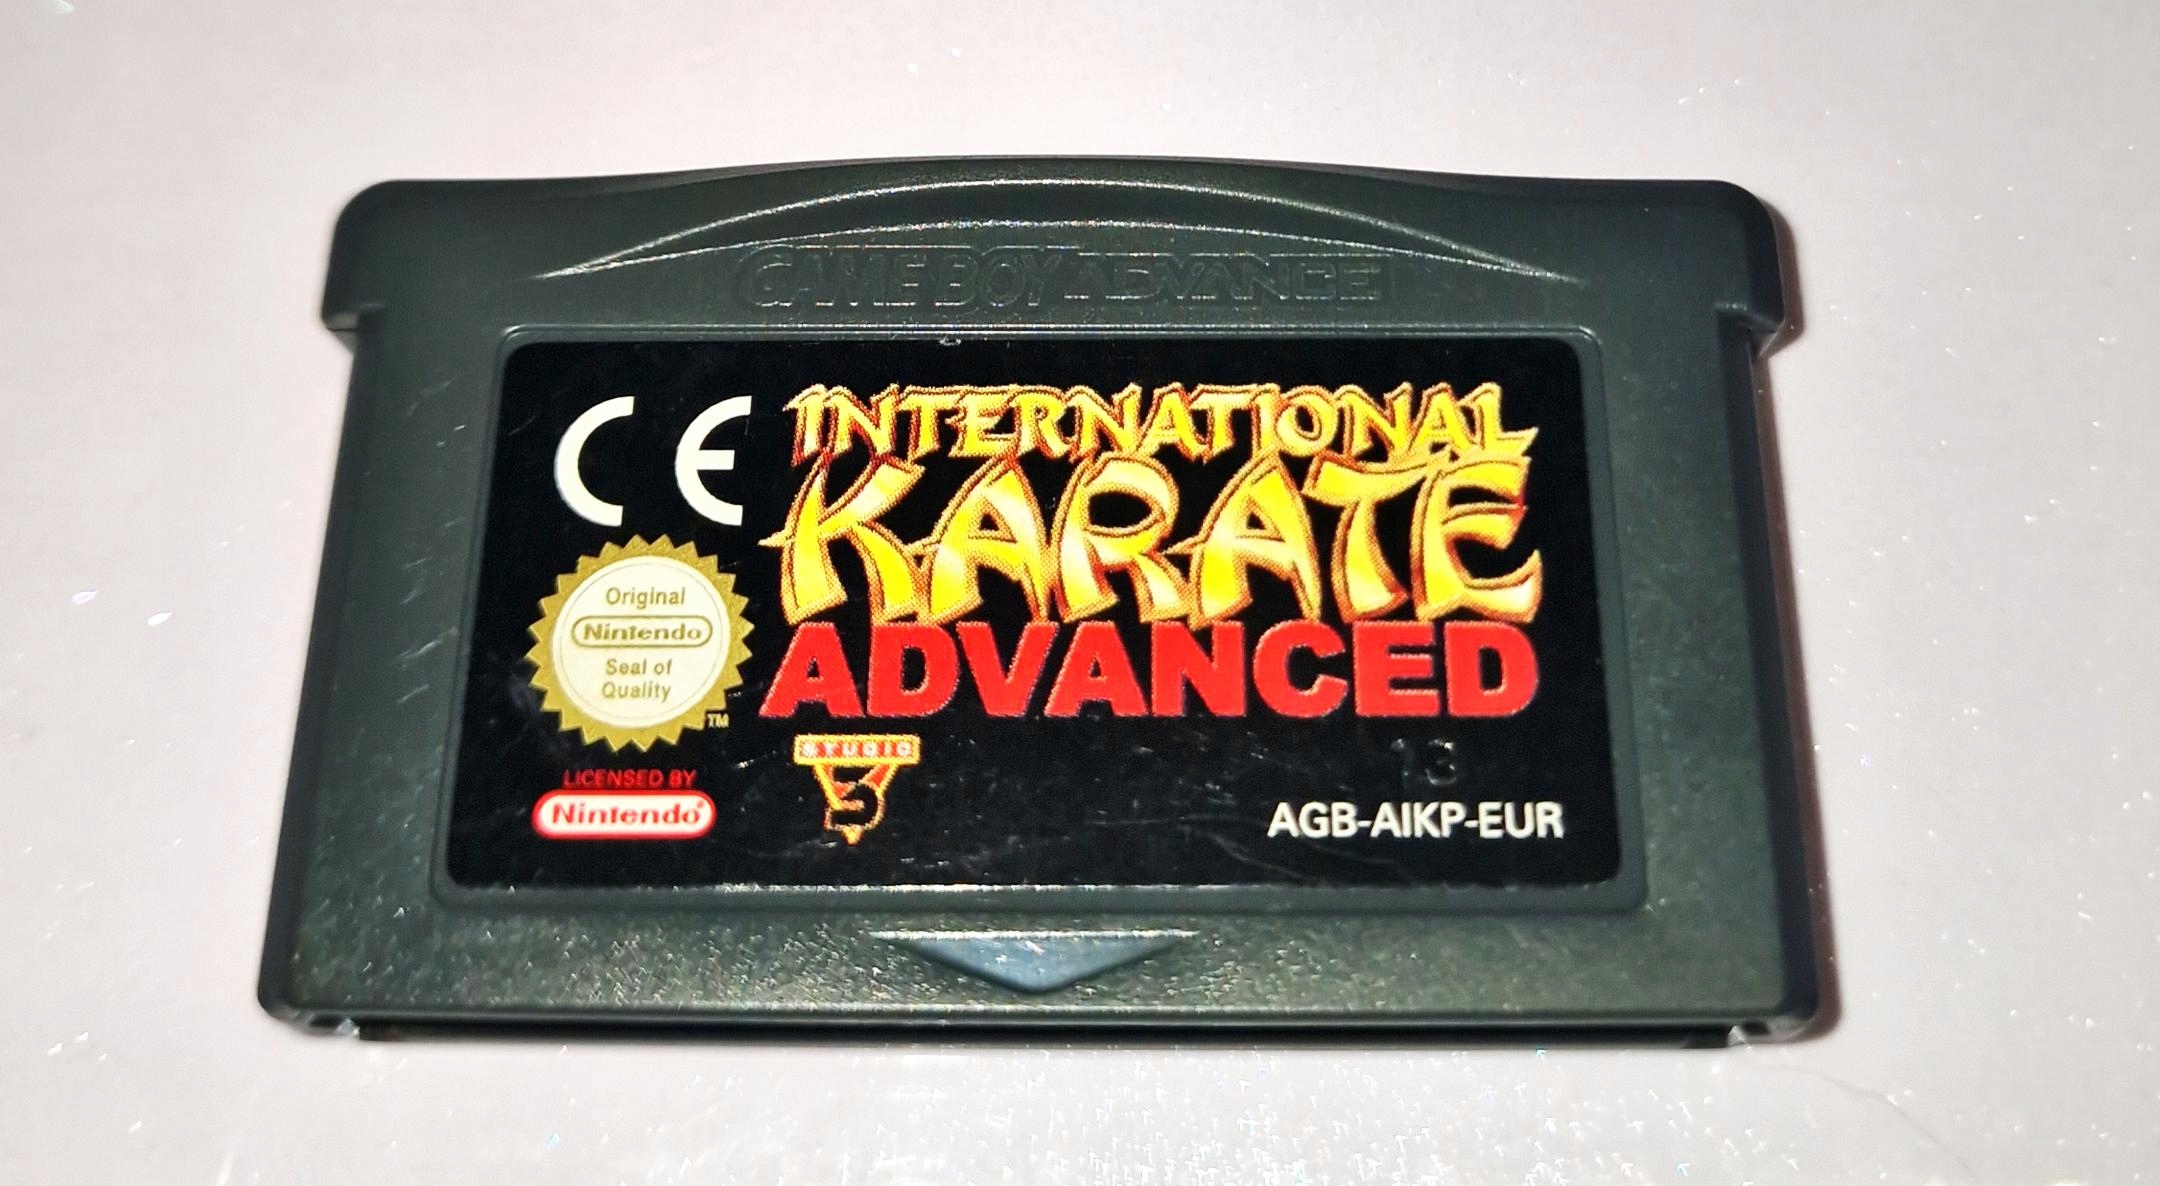 GAME BOY ADVANCE
CE
INTERNATIONAL
KARATE
ADVANCED
Original
Nintendo
Seal of
Quality
TM
LICENSED BY
Nintendo®
STUDIO
3
13
AGB-AIKP-EUR